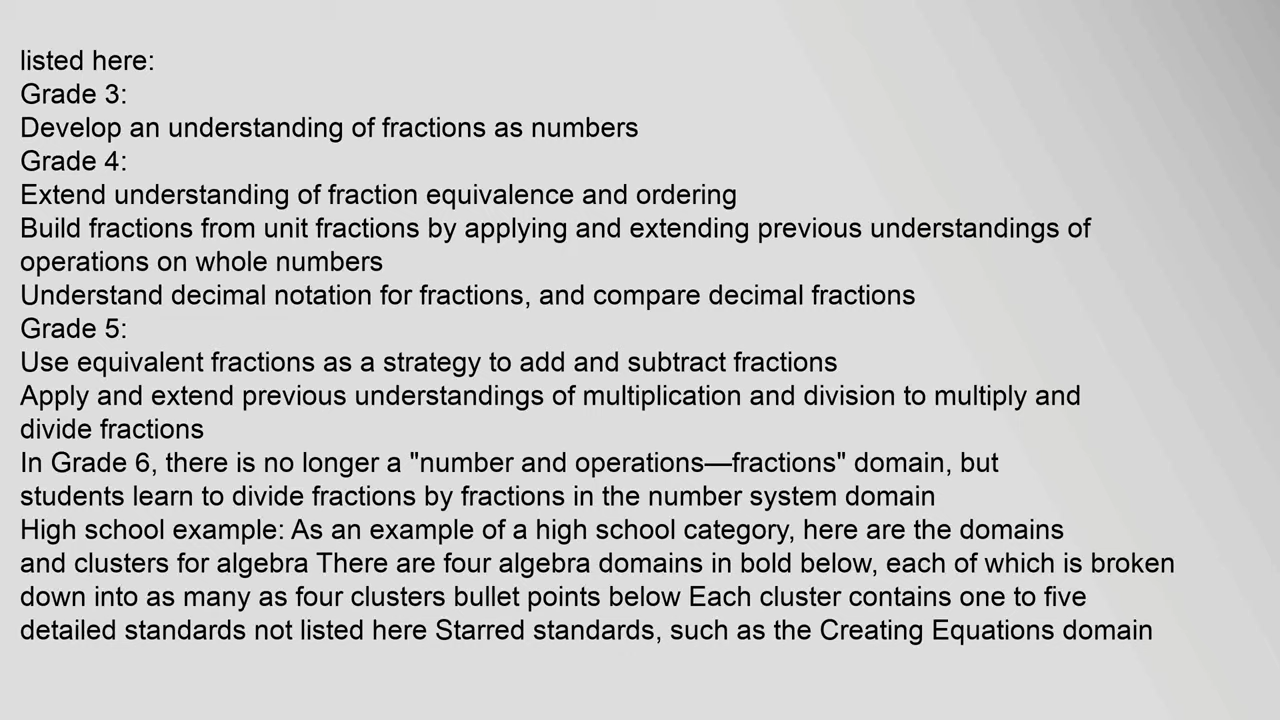 listed here:
Grade 3:
Develop an understanding of fractions as numbers
Grade 4:
Extend understanding of fraction equivalence and ordering
Build fractions from unit fractions by applying and extending previous understandings of
operations on whole numbers
Understand decimal notation for fractions, and compare decimal fractions
Grade 5:
Use equivalent fractions as a strategy to add and subtract fractions
Apply and extend previous understandings of multiplication and division to multiply and
divide fractions
In Grade 6, there is no longer a "number and operations—fractions" domain, but
students learn to divide fractions by fractions in the number system domain
High school example: As an example of a high school category, here are the domains
and clusters for algebra There are four algebra domains in bold below, each of which is broken
down into as many as four clusters bullet points below Each cluster contains one to five
detailed standards not listed here Starred standards, such as the Creating Equations domain